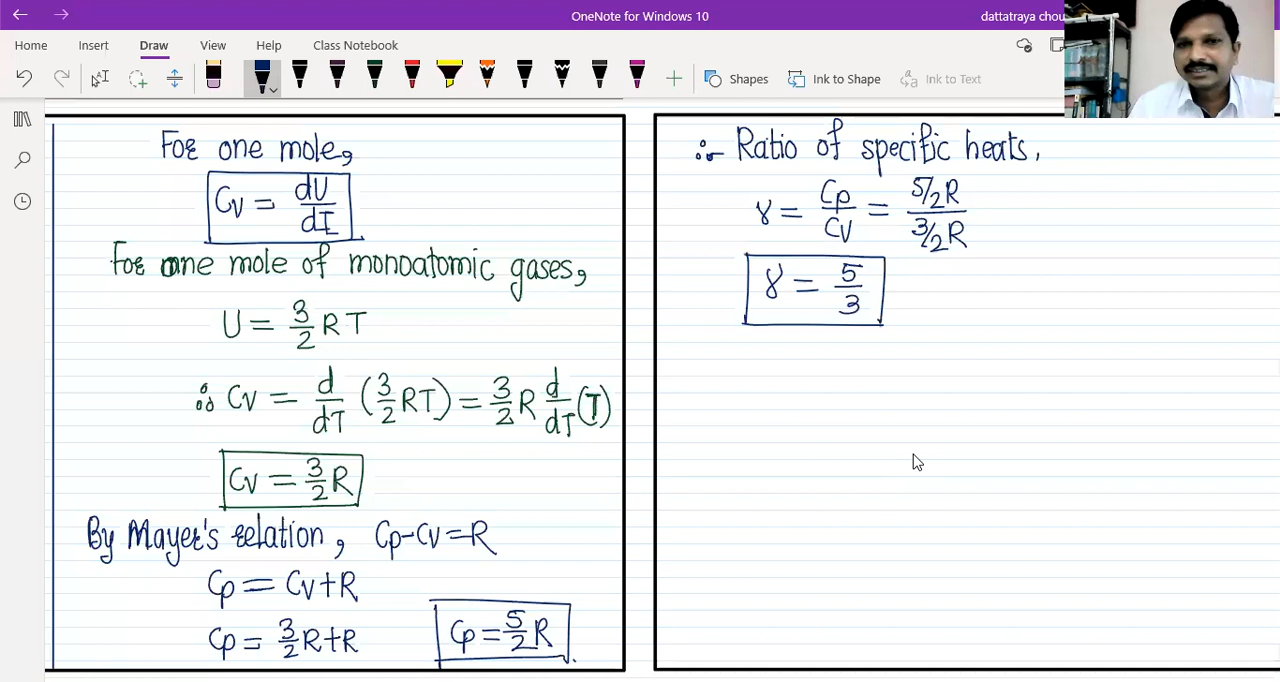 OneNote for Windows 10
dattatraya chou
Home Insert Draw View Help Class Notebook
Shapes Ink to Shape Ink to Text
For one mole,
Cv = dU/dT
For one mole of monoatomic gases,
U = 3/2 RT
∴ Cv = d/dT (3/2 RT) = 3/2 R d/dT (T)
Cv = 3/2 R
By Mayer's relation, Cp-Cv=R
Cp = Cv+R
Cp = 3/2 R+R
Cp = 5/2 R
∴ Ratio of specific heats,
γ = Cp/Cv = 5/2R / 3/2R
γ = 5/3